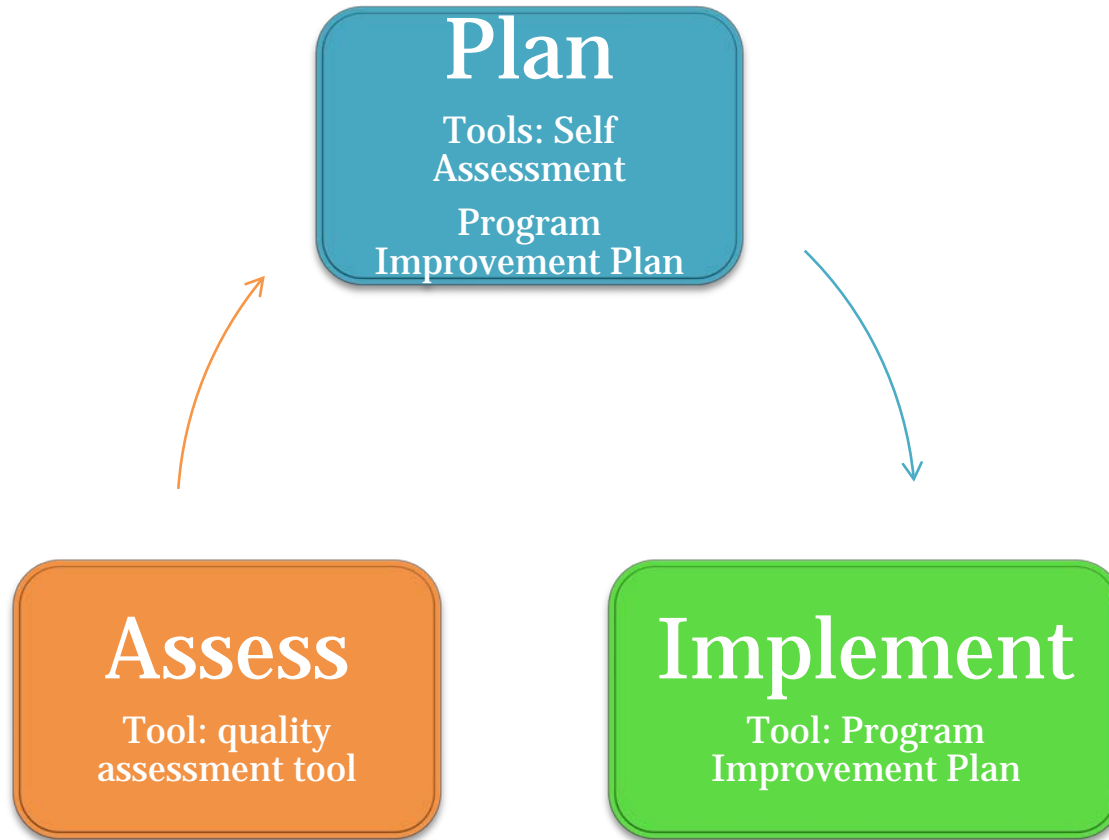 Plan
Tools: Self
Assessment
Program
Improvement Plan
Assess
Tool: quality
assessment tool
Implement
Tool: Program
Improvement Plan